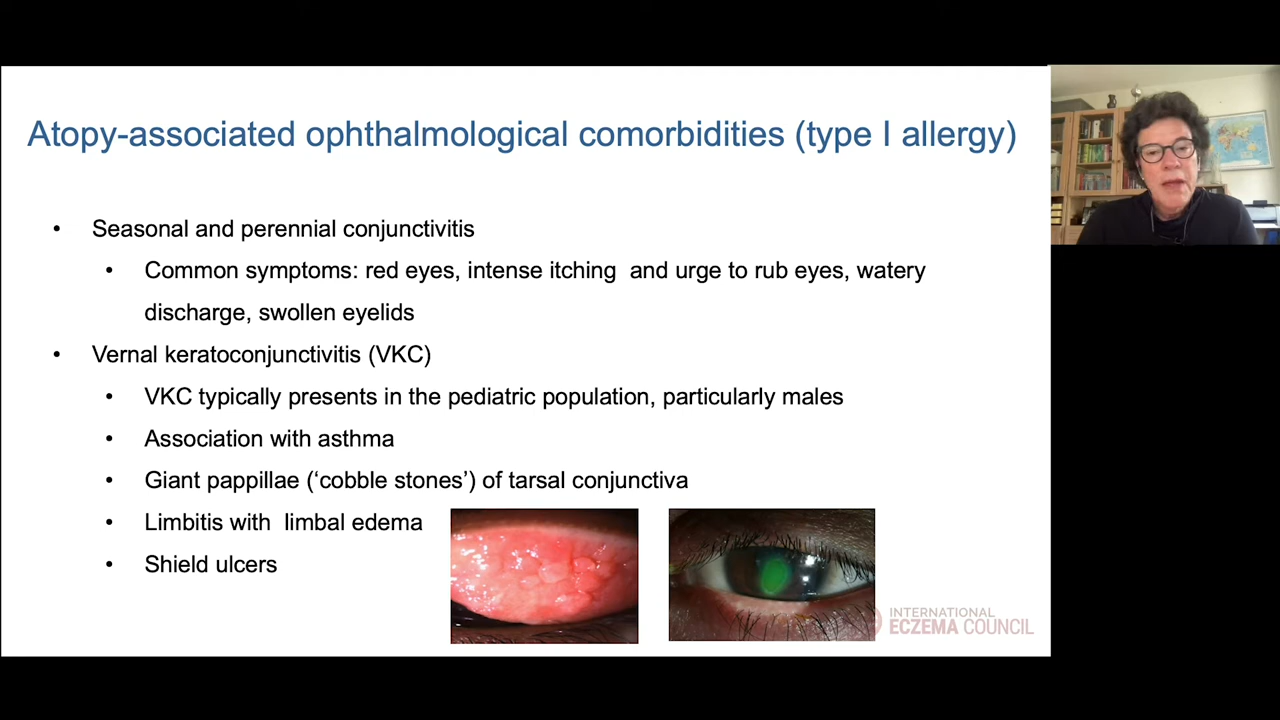 Atopy-associated ophthalmological comorbidities (type I allergy)
• Seasonal and perennial conjunctivitis
• Common symptoms: red eyes, intense itching  and urge to rub eyes, watery
discharge, swollen eyelids
• Vernal keratoconjunctivitis (VKC)
• VKC typically presents in the pediatric population, particularly males
• Association with asthma
• Giant pappillae (‘cobble stones’) of tarsal conjunctiva
• Limbitis with  limbal edema
• Shield ulcers
INTERNATIONAL
ECZEMA COUNCIL